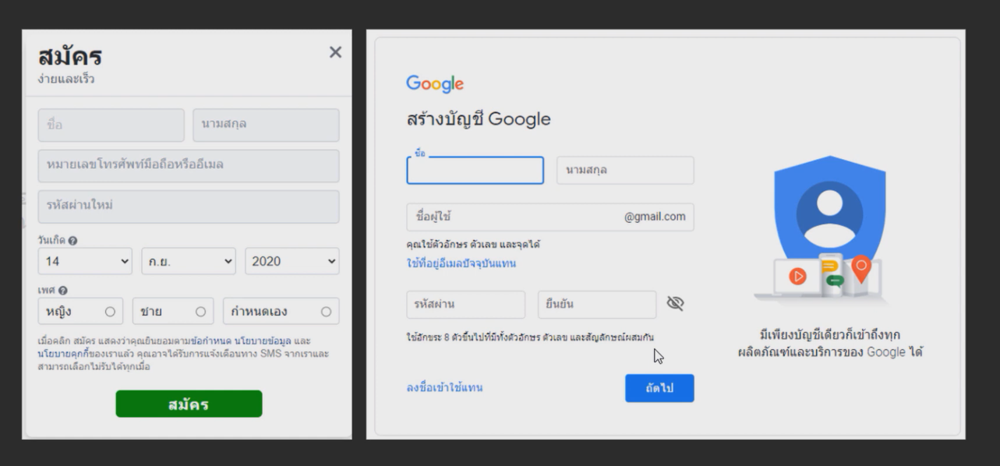 สมัคร
ง่ายและเร็ว
ชื่อ
นามสกุล
หมายเลขโทรศัพท์มือถือหรืออีเมล
รหัสผ่านใหม่
วันเกิด
14
ก.ย.
2020
เพศ
หญิง
ชาย
กำหนดเอง
เมื่อคลิก สมัคร แสดงว่าคุณยินยอมตามข้อกำหนด นโยบายข้อมูล และ
นโยบายคุกกี้ของเราแล้ว คุณอาจได้รับการแจ้งเตือนทาง SMS จากเราและ
สามารถเลือกไม่รับได้ทุกเมื่อ
สมัคร
Google
สร้างบัญชี Google
ชื่อ
นามสกุล
ชื่อผู้ใช้
@gmail.com
คุณใช้ตัวอักษร ตัวเลข และจุดได้
ใช้ที่อยู่อีเมลปัจจุบันแทน
รหัสผ่าน
ยืนยัน
ใช้อักขระ 8 ตัวขึ้นไปที่มีทั้งตัวอักษร ตัวเลข และสัญลักษณ์ผสมกัน
ลงชื่อเข้าใช้แทน
ถัดไป
มีเพียงบัญชีเดียวก็เข้าถึงทุก
ผลิตภัณฑ์และบริการของ Google ได้